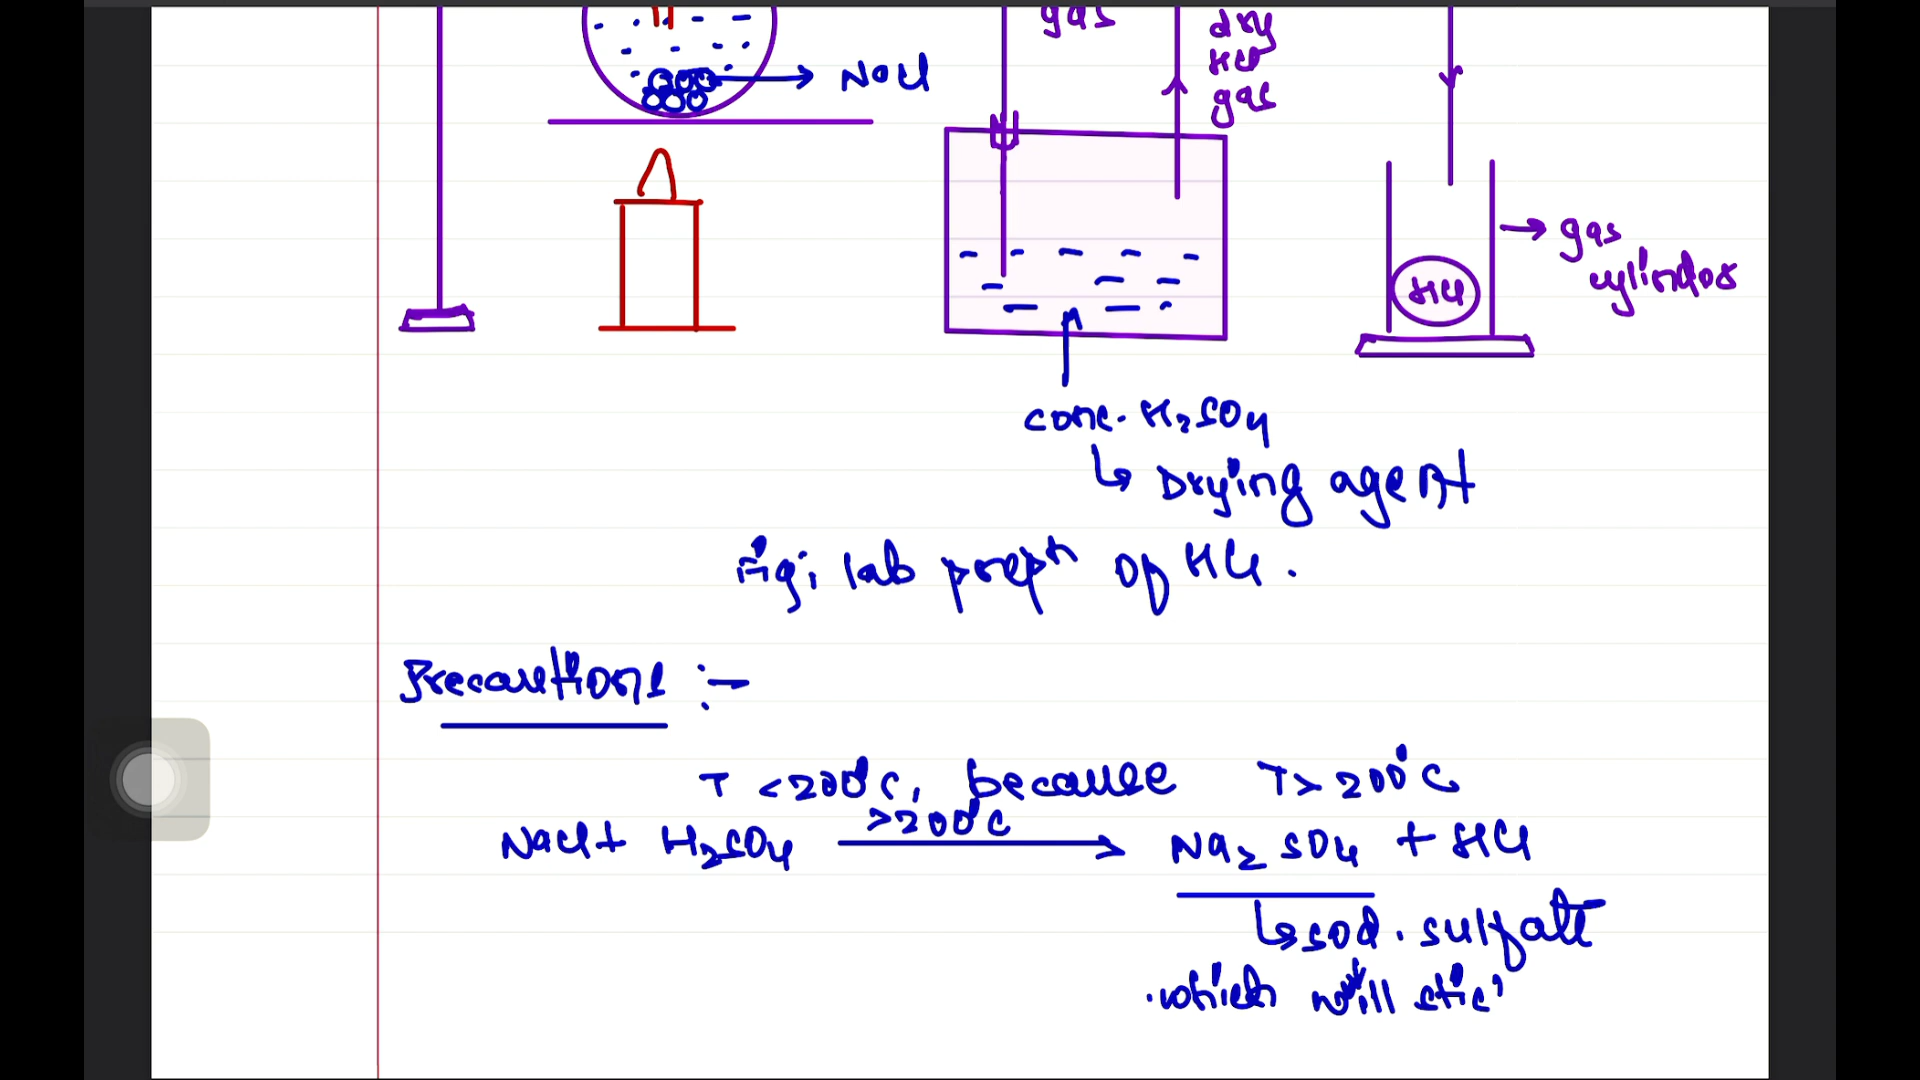 gas
dry
HCl
gas
NaCl
gas
cylinder
HCl
conc. H₂SO₄
↳ Drying agent
Fig: lab prepⁿ of HCl.
Precautions :-
T < 200°C, because T > 200°C
NaCl + H₂SO₄ >200°C → Na₂SO₄ + HCl
↳ sod. sulfate
which will stic